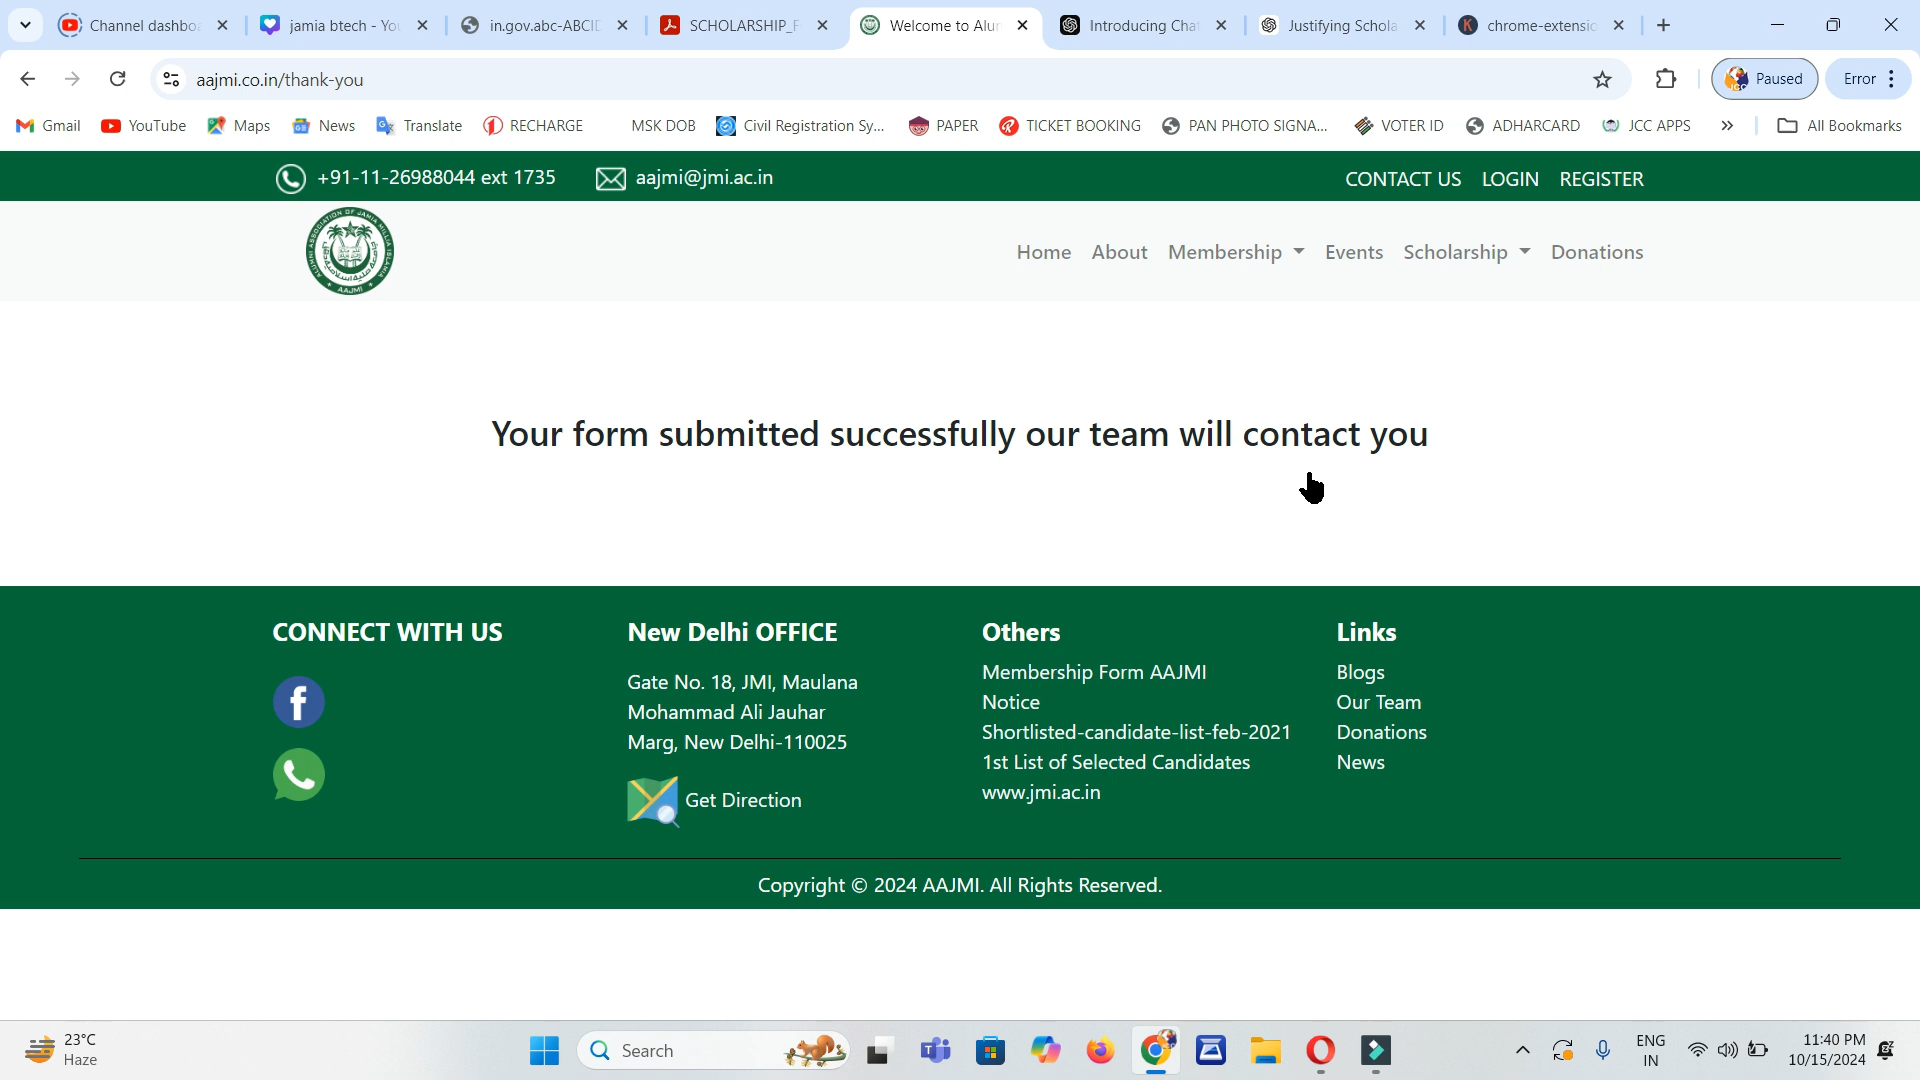 Channel dashboa
jamia btech - You
in.gov.abc-ABCID
SCHOLARSHIP_F
Welcome to Alum
Introducing Chat
Justifying Schola
chrome-extensio
aajmi.co.in/thank-you
Paused
Error
Gmail
YouTube
Maps
News
Translate
RECHARGE
MSK DOB
Civil Registration Sy...
PAPER
TICKET BOOKING
PAN PHOTO SIGNA...
VOTER ID
ADHARCARD
JCC APPS
All Bookmarks
+91-11-26988044 ext 1735
aajmi@jmi.ac.in
CONTACT US LOGIN REGISTER
Home About Membership Events Scholarship Donations
Your form submitted successfully our team will contact you
CONNECT WITH US
New Delhi OFFICE
Gate No. 18, JMI, Maulana
Mohammad Ali Jauhar
Marg, New Delhi-110025
Get Direction
Others
Membership Form AAJMI
Notice
Shortlisted-candidate-list-feb-2021
1st List of Selected Candidates
www.jmi.ac.in
Links
Blogs
Our Team
Donations
News
Copyright © 2024 AAJMI. All Rights Reserved.
23°C
Haze
Search
ENG
IN
11:40 PM
10/15/2024